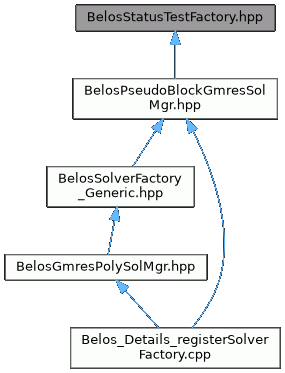 BelosStatusTestFactory.hpp
BelosPseudoBlockGmresSol
Mgr.hpp
BelosSolverFactory
_Generic.hpp
BelosGmresPolySolMgr.hpp
Belos_Details_registerSolver
Factory.cpp